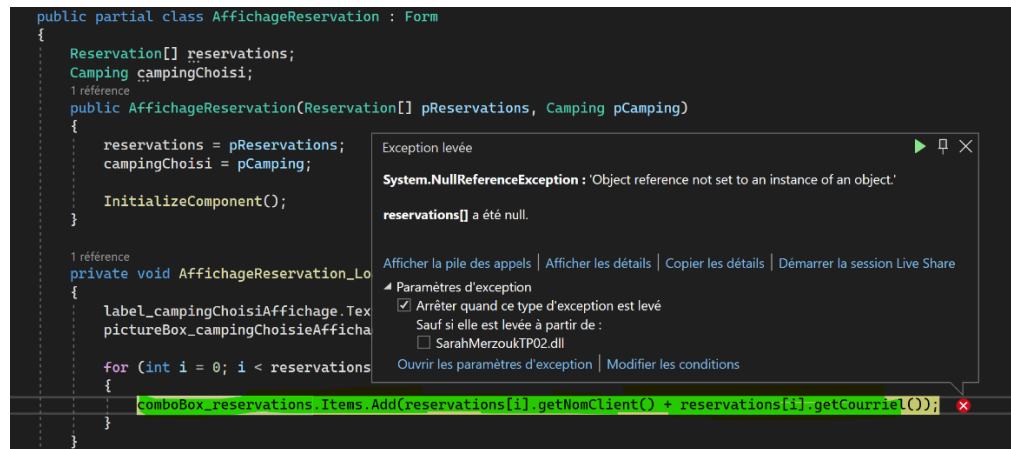 public partial class AffichageReservation : Form
{
Reservation[] reservations;
Camping campingChoisi;
1 référence
public AffichageReservation(Reservation[] pReservations, Camping pCamping)
{
reservations = pReservations;
campingChoisi = pCamping;
InitializeComponent();
}
1 référence
private void AffichageReservation_Lo
{
label_campingChoisiAffichage.Tex
pictureBox_campingChoisieAfficha
for (int i = 0; i < reservations
{
comboBox_reservations.Items.Add(reservations[i].getNomClient() + reservations[i].getCourriel());
}
}
Exception levée
System.NullReferenceException : 'Object reference not set to an instance of an object.'
reservations[] a été null.
Afficher la pile des appels | Afficher les détails | Copier les détails | Démarrer la session Live Share
Paramètres d'exception
Arrêter quand ce type d'exception est levé
Sauf si elle est levée à partir de :
SarahMerzoukTP02.dll
Ouvrir les paramètres d'exception | Modifier les conditions